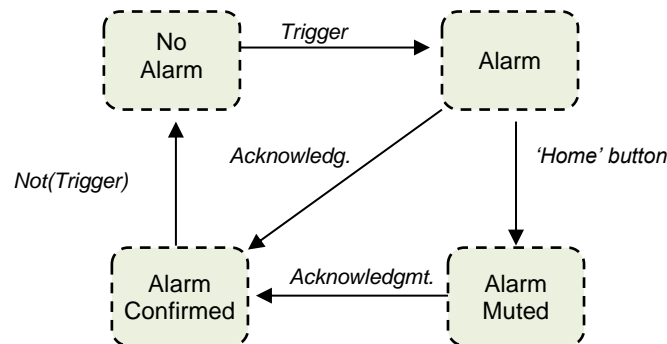 No
Alarm
Trigger
Alarm
Acknowledg.
'Home' button
Not(Trigger)
Alarm
Confirmed
Acknowledgmt.
Alarm
Muted